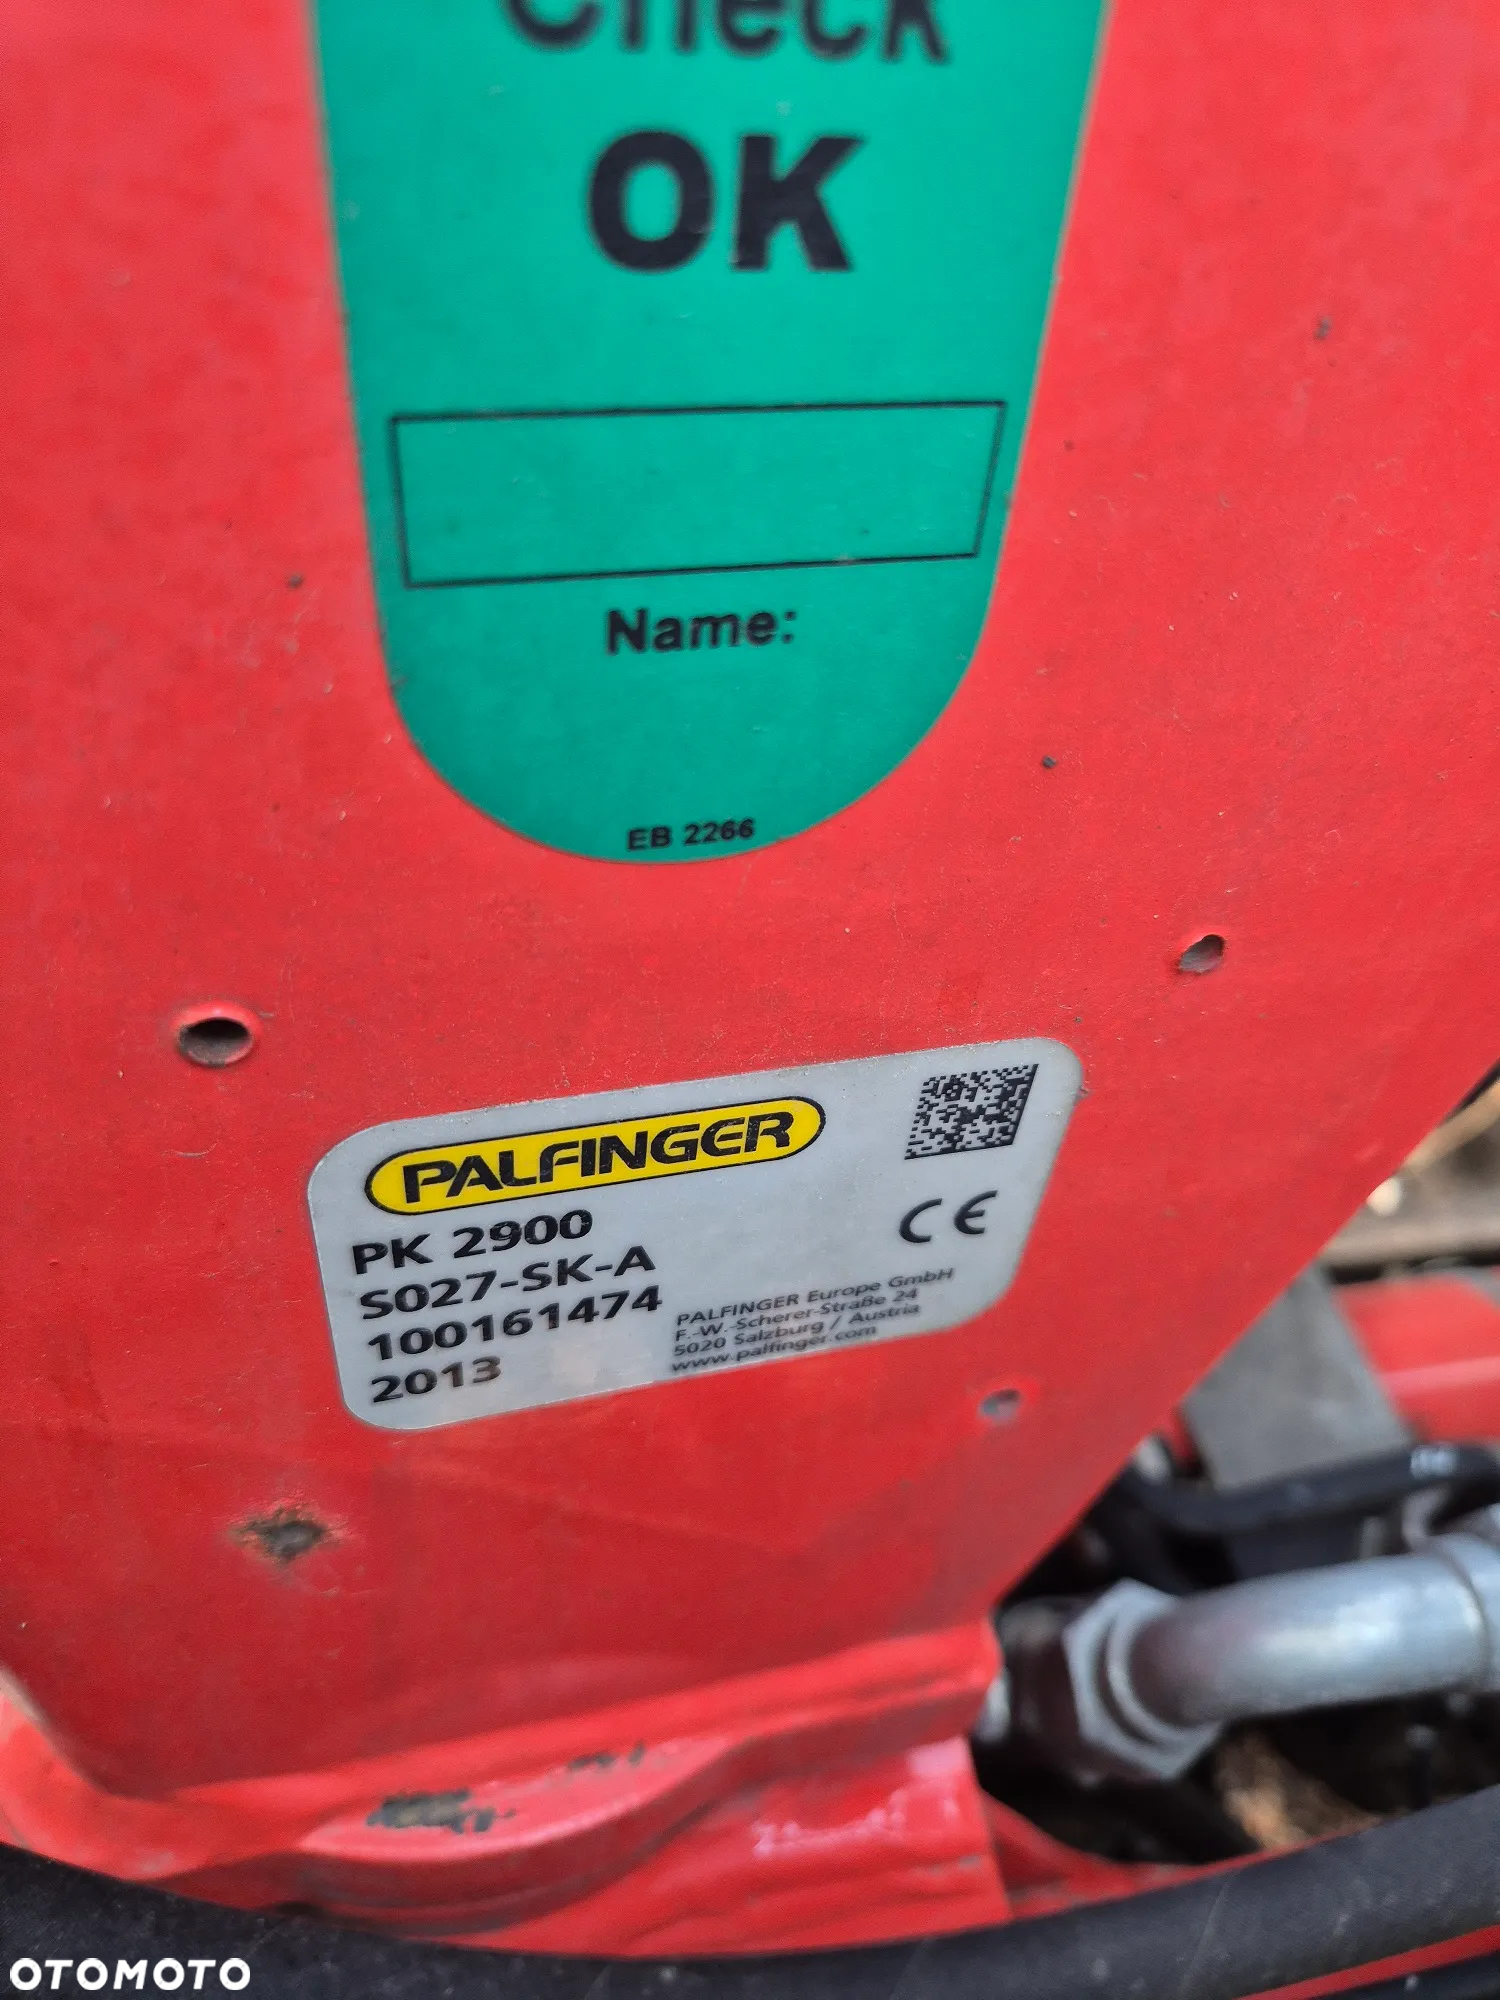 Check
OK
Name:
EB 2266
PALFINGER
PK 2900
S027-SK-A
100161474
2013
CE
PALFINGER Europe GmbH
F.-W.-Scherer-Straße 24
5020 Salzburg / Austria
www.palfinger.com
OTOMOTO